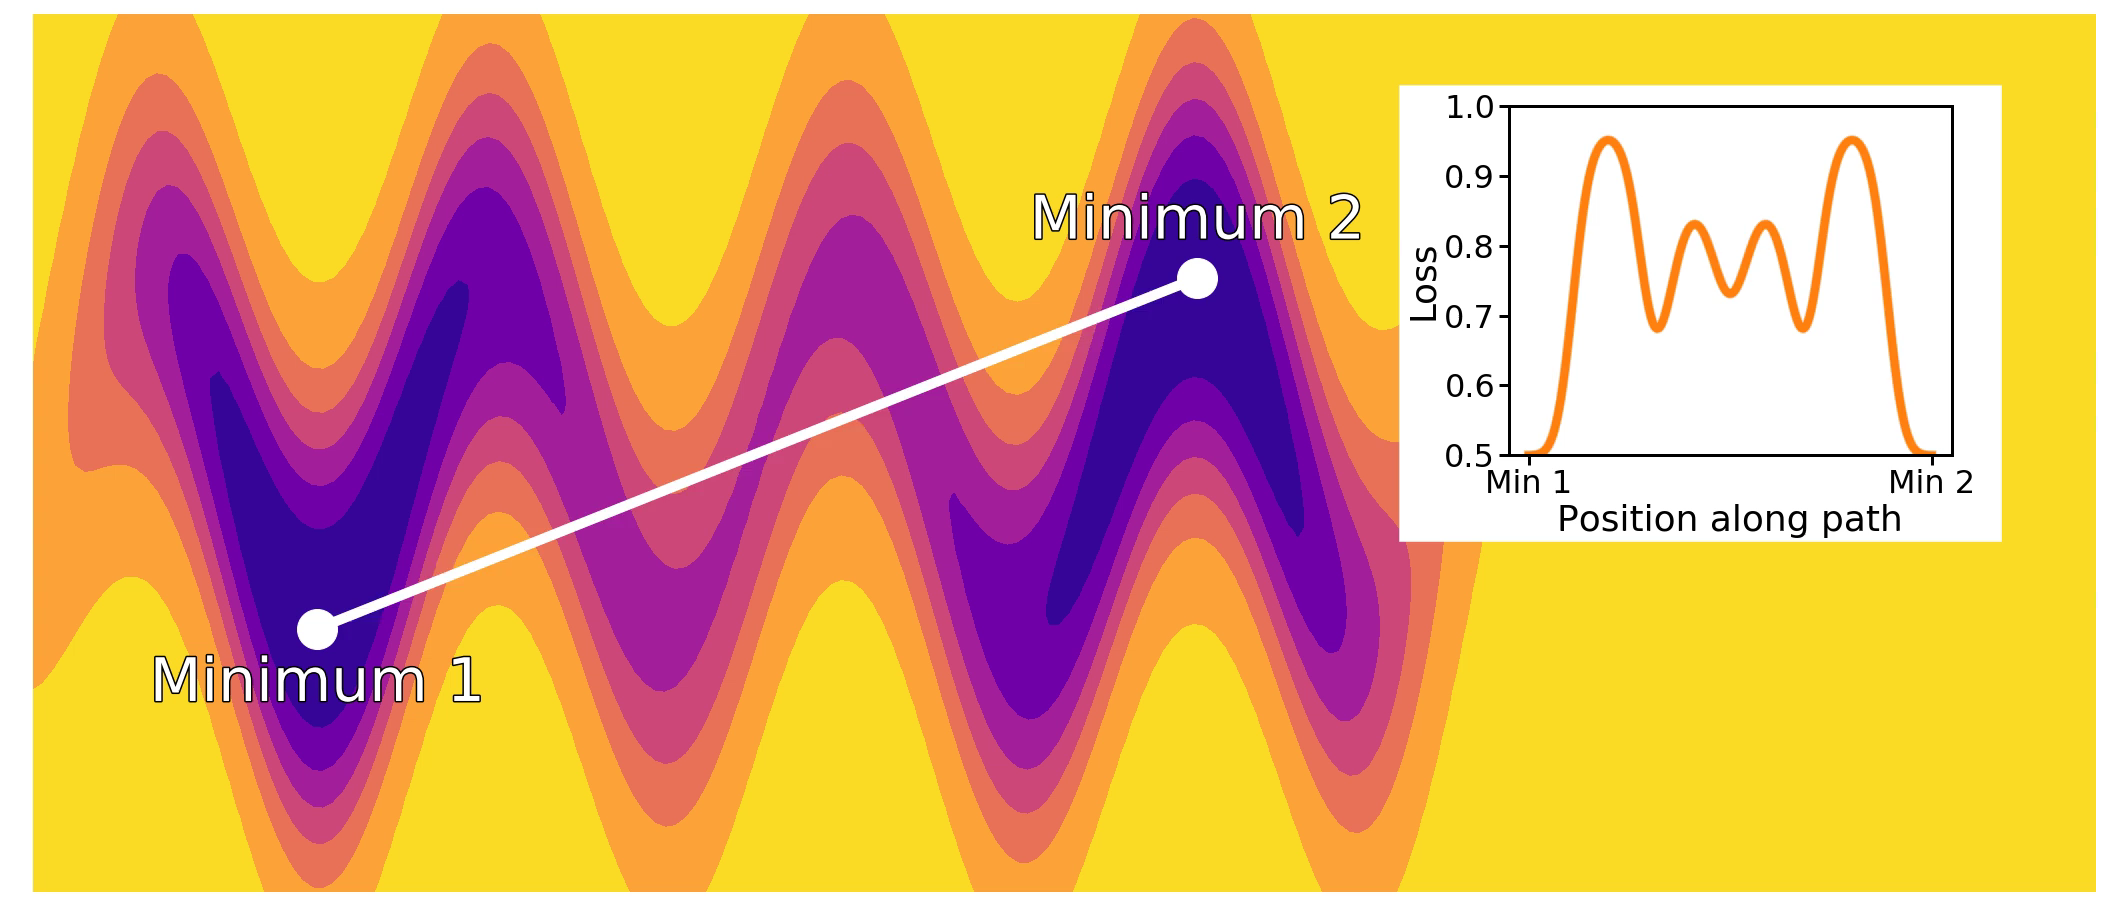 Minimum 2
Minimum 1
1.0
0.9
0.8
0.7
0.6
0.5
Loss
Min 1
Min 2
Position along path